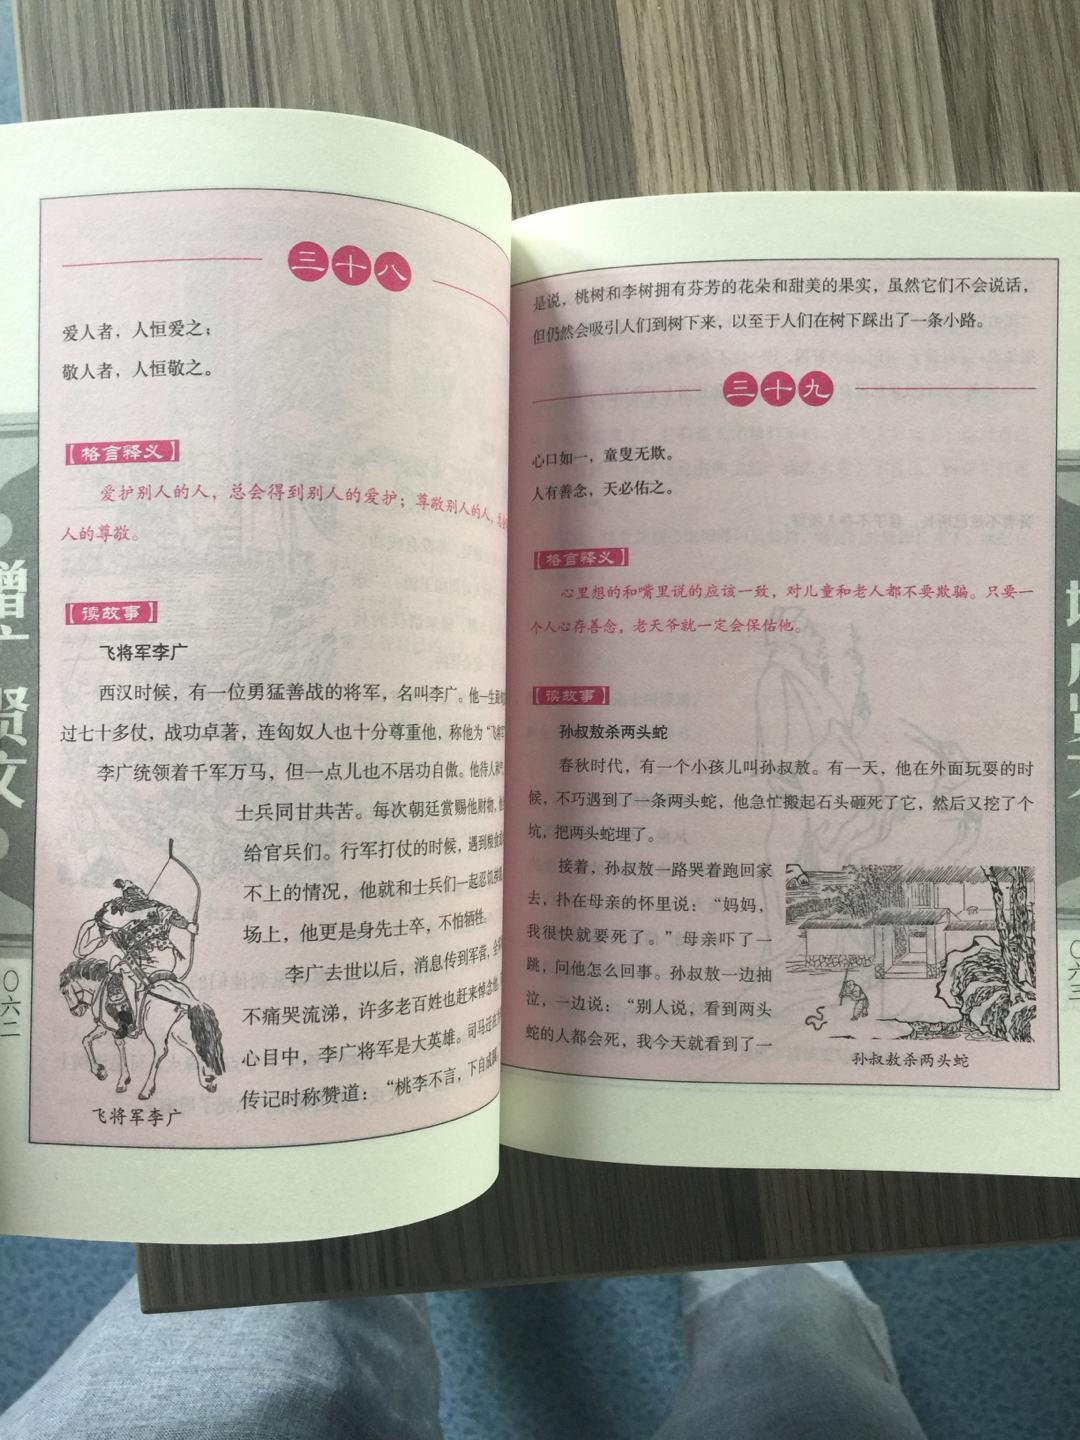 三十八
爱人者，人恒爱之；
敬人者，人恒敬之。
【格言释义】
爱护别人的人，总会得到别人的爱护；尊敬别人的人，
人的尊敬。
【读故事】
飞将军李广
西汉时候，有一位勇猛善战的将军，名叫李广。他一生
过七十多仗，战功卓著，连匈奴人也十分尊重他，称他为“飞将
李广统领着千军万马，但一点儿也不居功自傲。他待人
士兵同甘共苦。每次朝廷赏赐他财物，
给官兵们。行军打仗的时候，遇到粮食
不上的情况，他就和士兵们一起忍饥
场上，他更是身先士卒，不怕牺牲。
李广去世以后，消息传到军营，全
不痛哭流涕，许多老百姓也赶来悼念他
心目中，李广将军是大英雄。司马迁在
传记时称赞道：“桃李不言，下自成蹊
飞将军李广
增广贤文
〇六二
是说，桃树和李树拥有芬芳的花朵和甜美的果实，虽然它们不会说话，
但仍然会吸引人们到树下来，以至于人们在树下踩出了一条小路。
三十九
心口如一，童叟无欺。
人有善念，天必佑之。
【格言释义】
心里想的和嘴里说的应该一致，对儿童和老人都不要欺骗。只要一
个人心存善念，老天爷就一定会保佑他。
【读故事】
孙叔敖杀两头蛇
春秋时代，有一个小孩儿叫孙叔敖。有一天，他在外面玩耍的时
候，不巧遇到了一条两头蛇，他急忙搬起石头砸死了它，然后又挖了个
坑，把两头蛇埋了。
接着，孙叔敖一路哭着跑回家
去，扑在母亲的怀里说：“妈妈，
我很快就要死了。”母亲吓了一
跳，问他怎么回事。孙叔敖一边抽
泣，一边说：“别人说，看到两头
蛇的人都会死，我今天就看到了一
孙叔敖杀两头蛇
〇六三